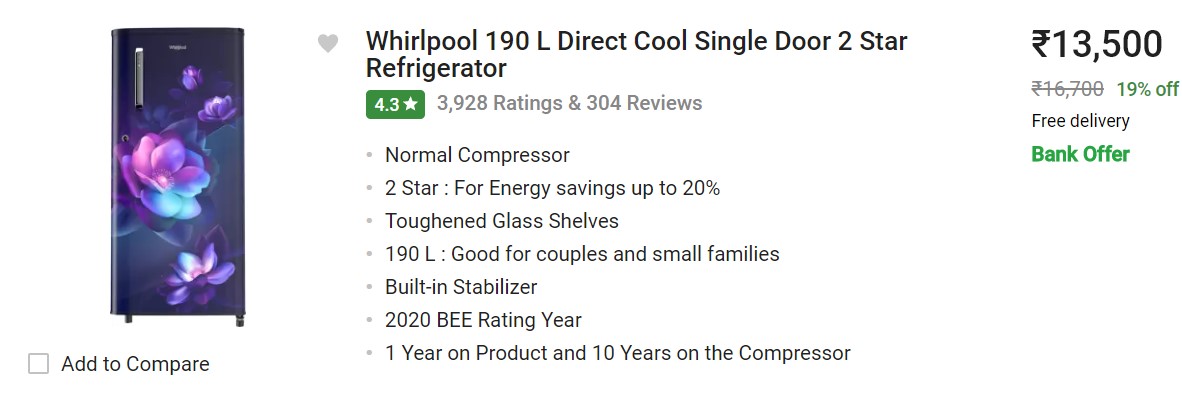 Whirlpool
Whirlpool 190 L Direct Cool Single Door 2 Star
Refrigerator
4.3★ 3,928 Ratings & 304 Reviews
• Normal Compressor
• 2 Star : For Energy savings up to 20%
• Toughened Glass Shelves
• 190 L : Good for couples and small families
• Built-in Stabilizer
• 2020 BEE Rating Year
• 1 Year on Product and 10 Years on the Compressor
Add to Compare
₹13,500
₹16,700 19% off
Free delivery
Bank Offer